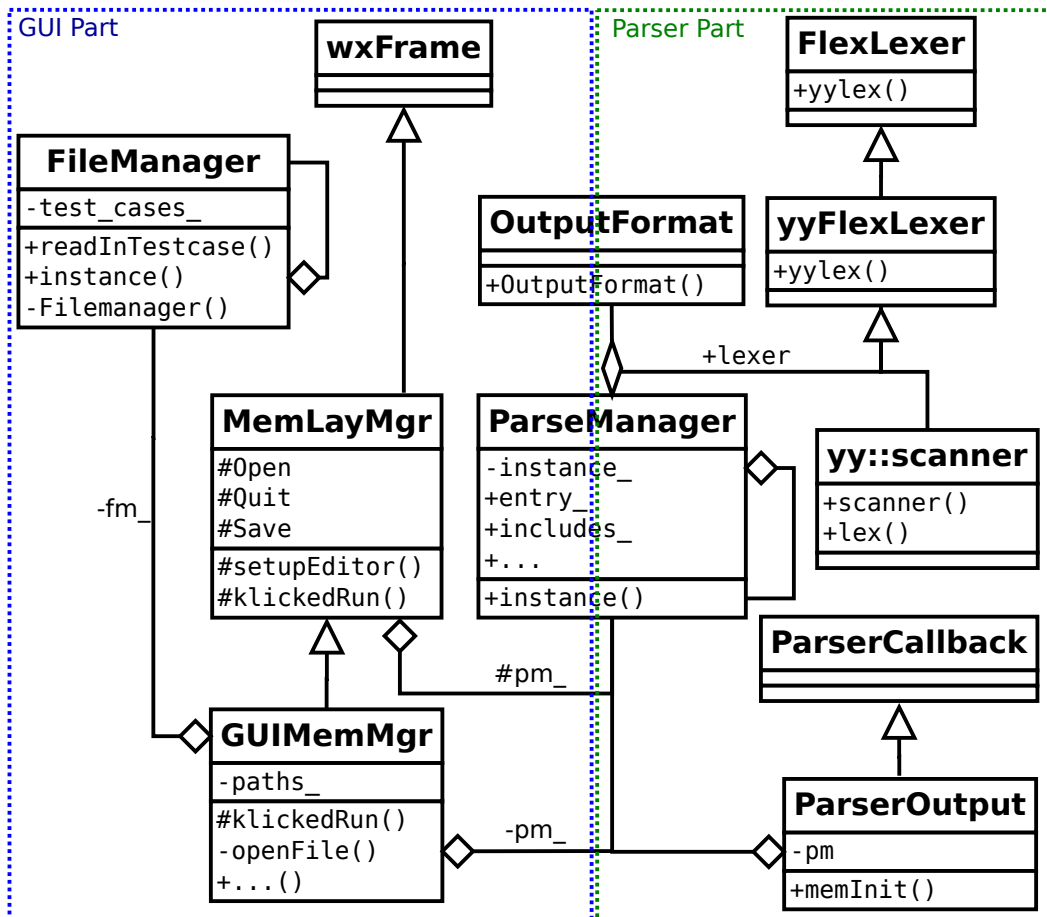 GUI Part
Parser Part
wxFrame
FlexLexer
+yylex()
FileManager
-test_cases_
+readInTestcase()
+instance()
-Filemanager()
OutputFormat
+OutputFormat()
yyFlexLexer
+yylex()
+lexer
MemLayMgr
#Open
#Quit
#Save
#setupEditor()
#klickedRun()
ParseManager
-instance_
+entry_
+includes_
+...
+instance()
yy::scanner
+scanner()
+lex()
-fm_
#pm_
ParserCallback
GUIMemMgr
-paths_
#klickedRun()
-openFile()
+...()
-pm_
ParserOutput
-pm
+memInit()